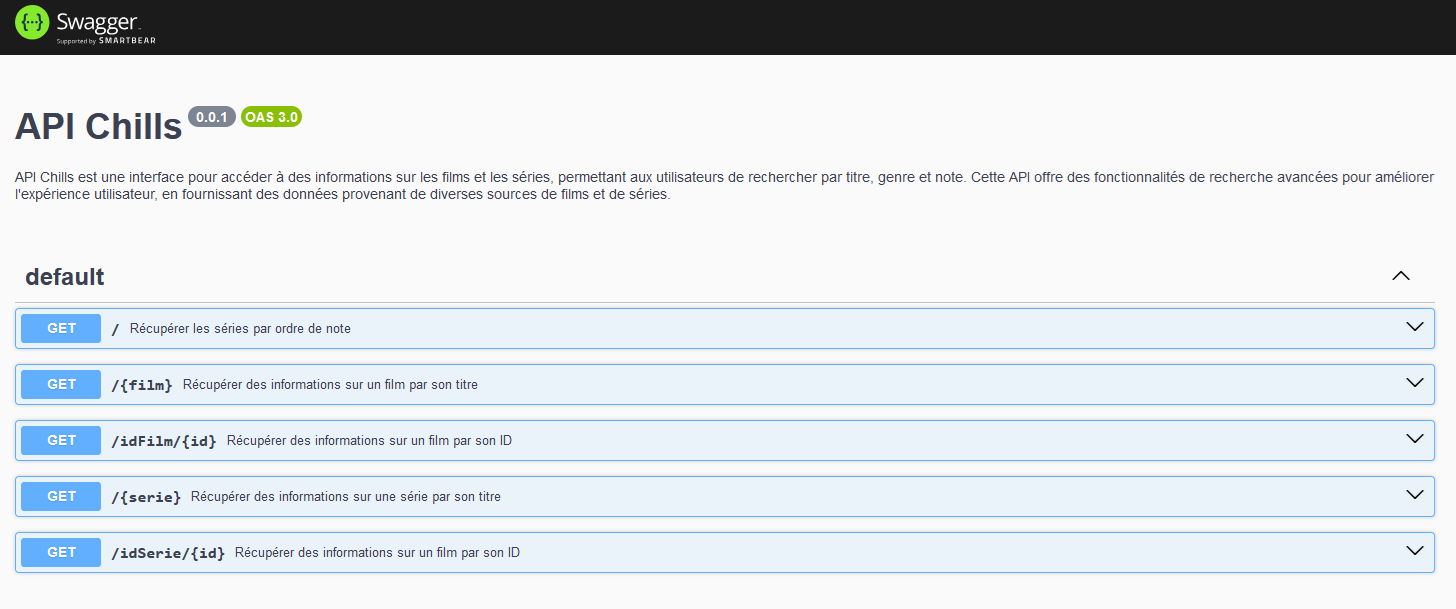 {···} Swagger
Supported by SMARTBEAR
API Chills 0.0.1 OAS 3.0
API Chills est une interface pour accéder à des informations sur les films et les séries, permettant aux utilisateurs de rechercher par titre, genre et note. Cette API offre des fonctionnalités de recherche avancées pour améliorer
l'expérience utilisateur, en fournissant des données provenant de diverses sources de films et de séries.
default
GET / Récupérer les séries par ordre de note
GET /{film} Récupérer des informations sur un film par son titre
GET /idFilm/{id} Récupérer des informations sur un film par son ID
GET /{serie} Récupérer des informations sur une série par son titre
GET /idSerie/{id} Récupérer des informations sur un film par son ID